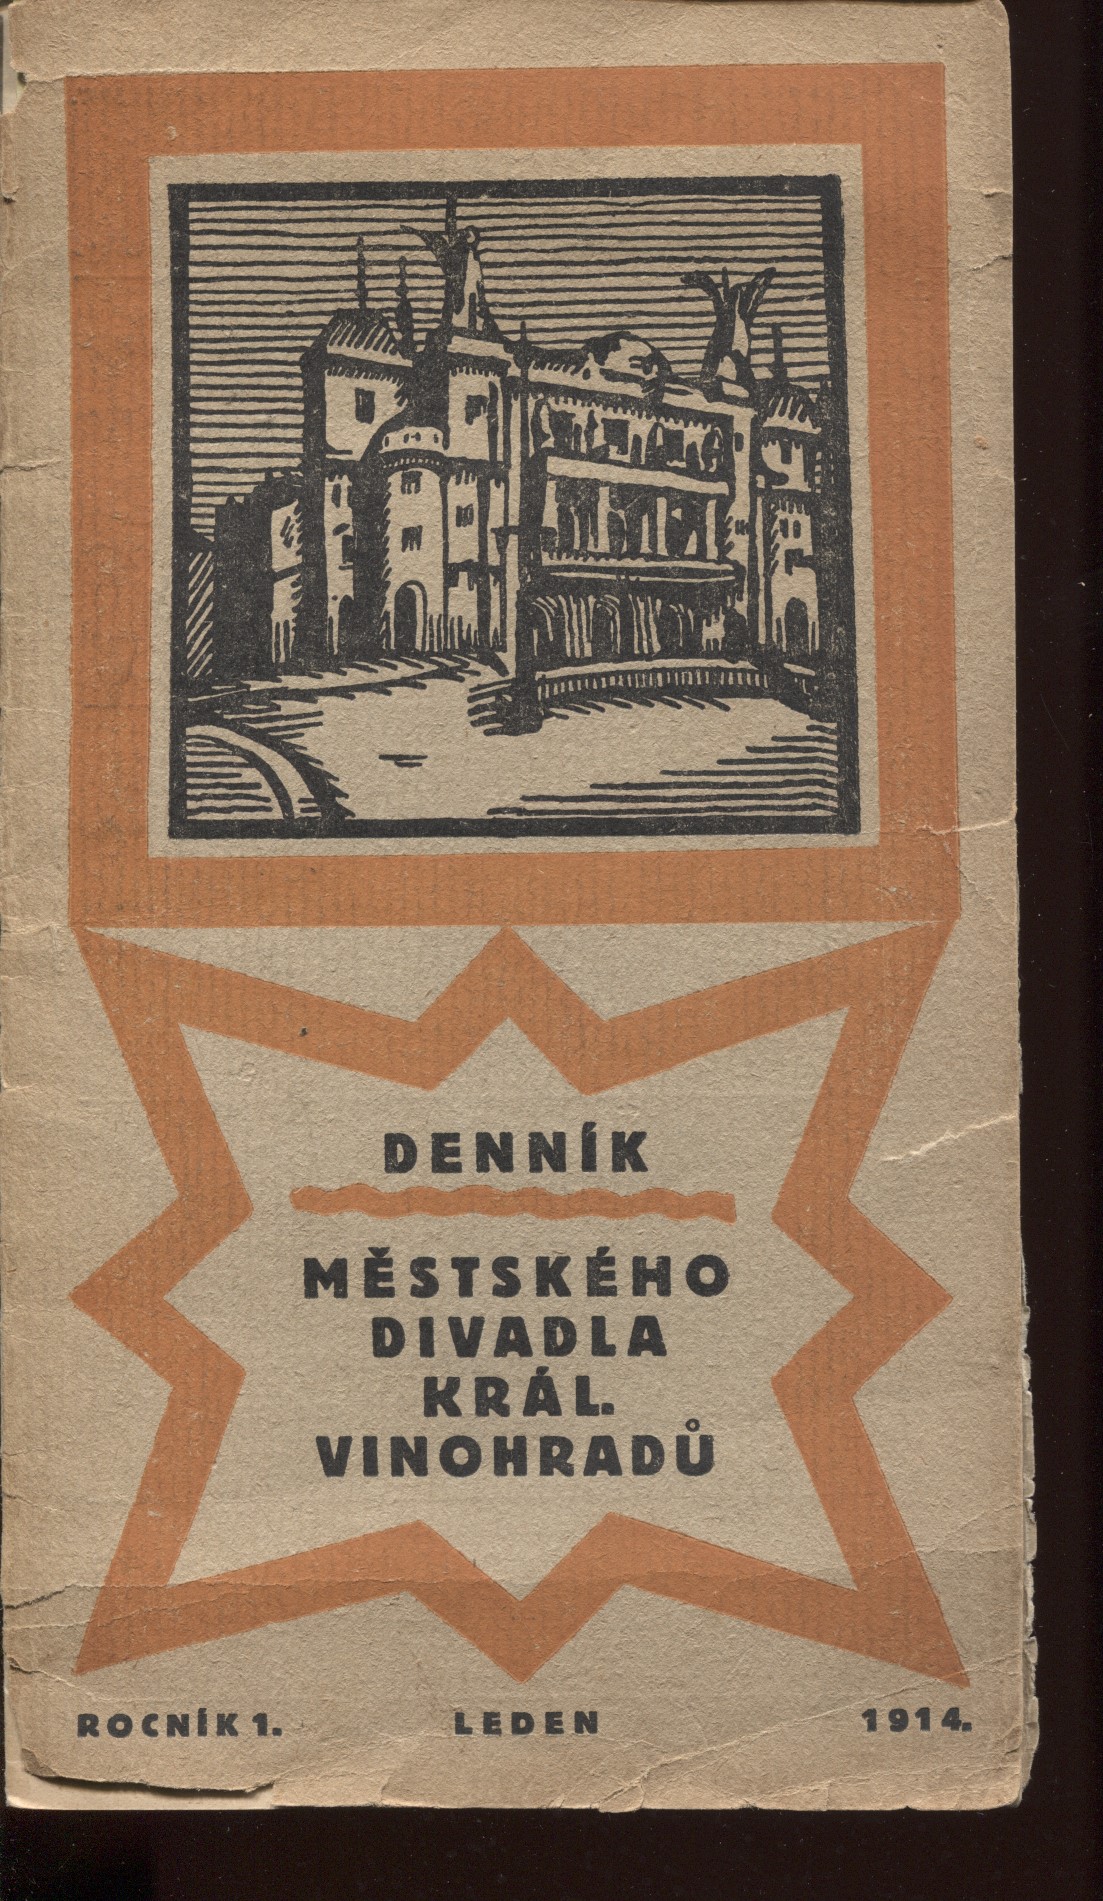 DENNÍK
MĚSTSKÉHO
DIVADLA
KRÁL.
VINOHRADŮ
ROCNÍK 1. LEDEN 1914.